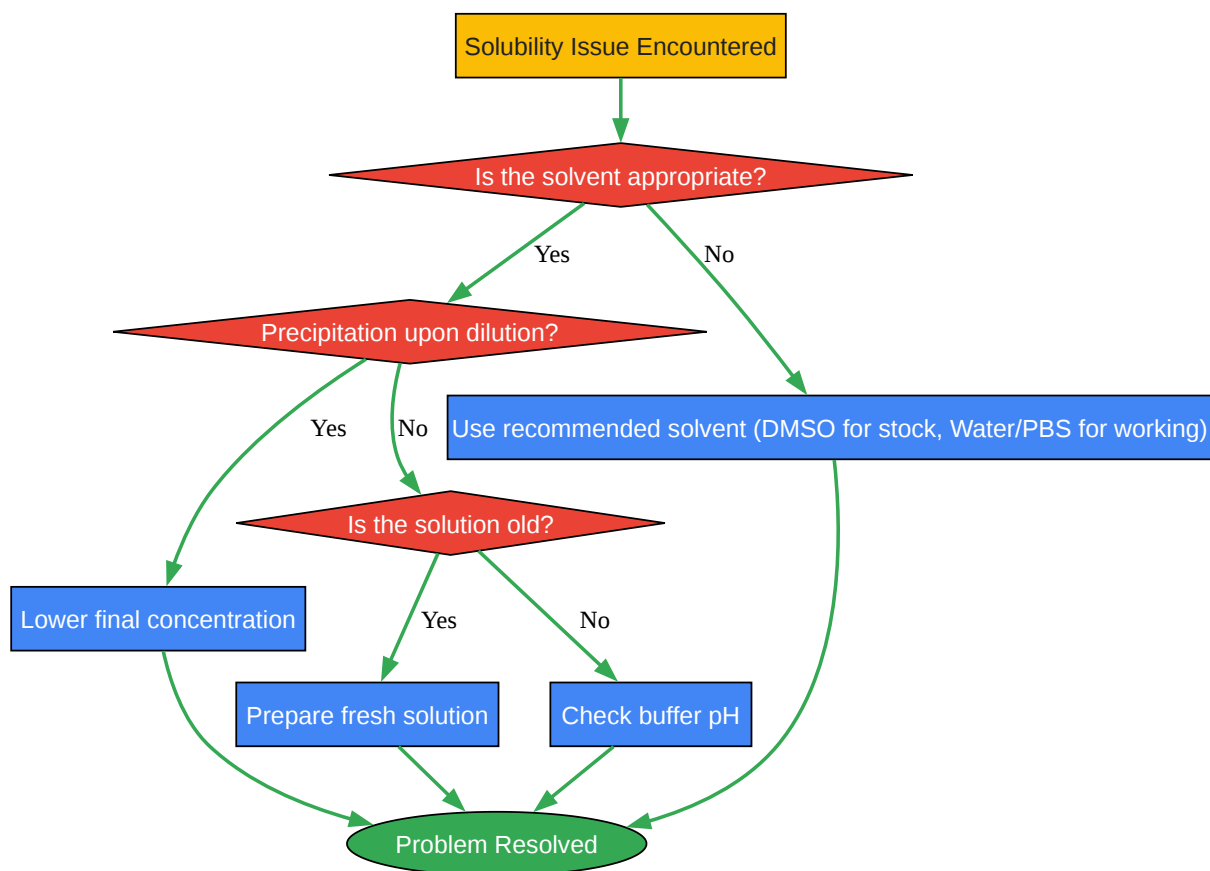 Solubility Issue Encountered
Is the solvent appropriate?
Yes
No
Precipitation upon dilution?
Yes
No
Use recommended solvent (DMSO for stock, Water/PBS for working)
Is the solution old?
Lower final concentration
Yes
No
Prepare fresh solution
Check buffer pH
Problem Resolved